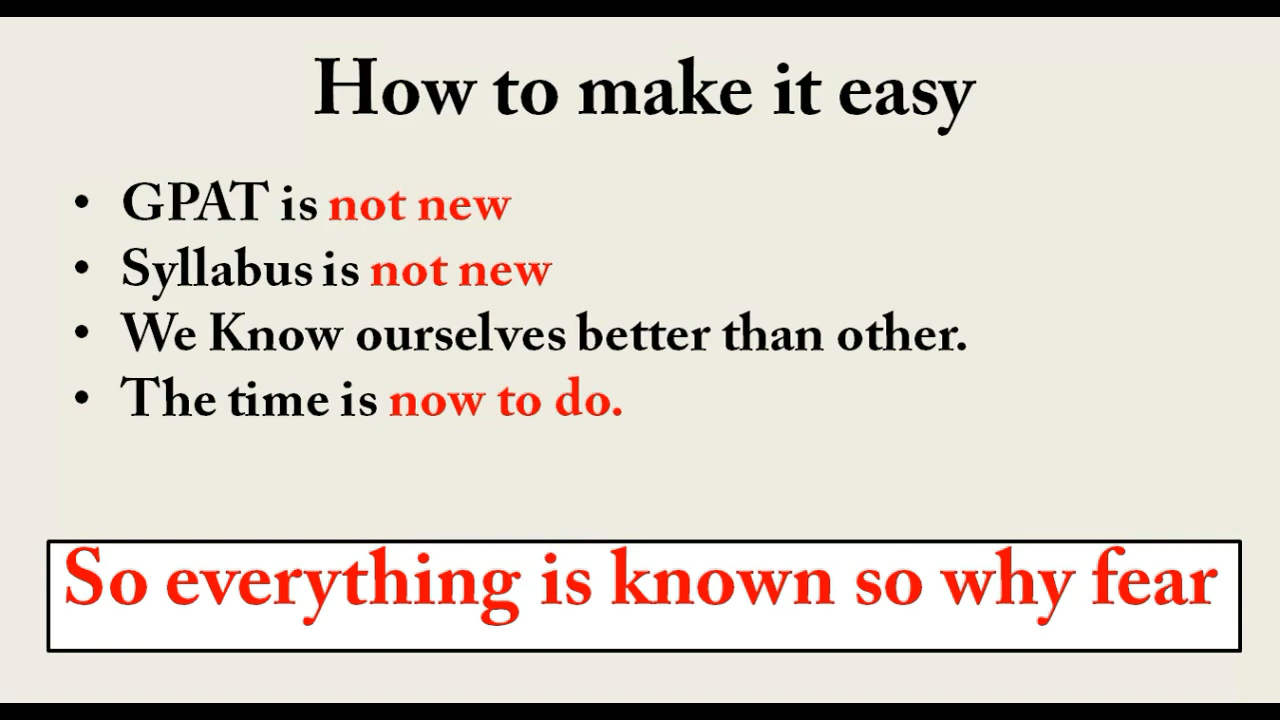 How to make it easy
• GPAT is not new
• Syllabus is not new
• We Know ourselves better than other.
• The time is now to do.
So everything is known so why fear